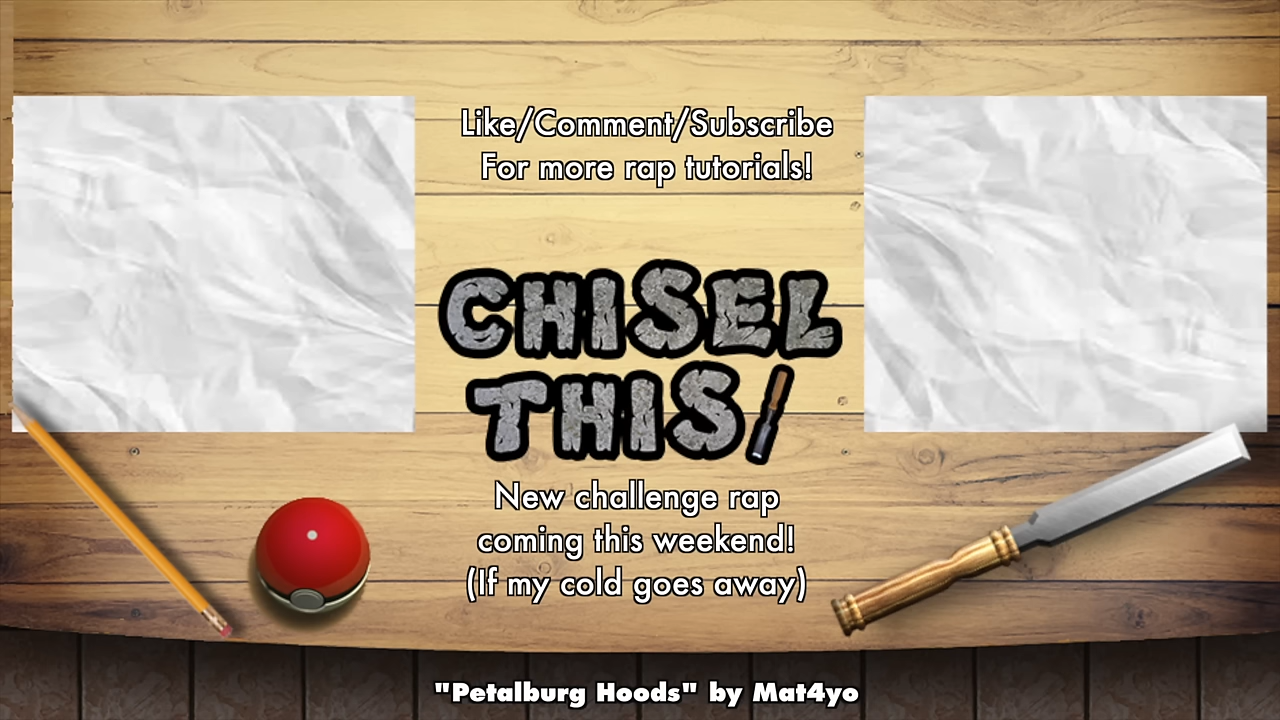 Like/Comment/Subscribe
For more rap tutorials!
CHISEL
THIS
New challenge rap
coming this weekend!
(If my cold goes away)
"Petalburg Hoods" by Mat4yo